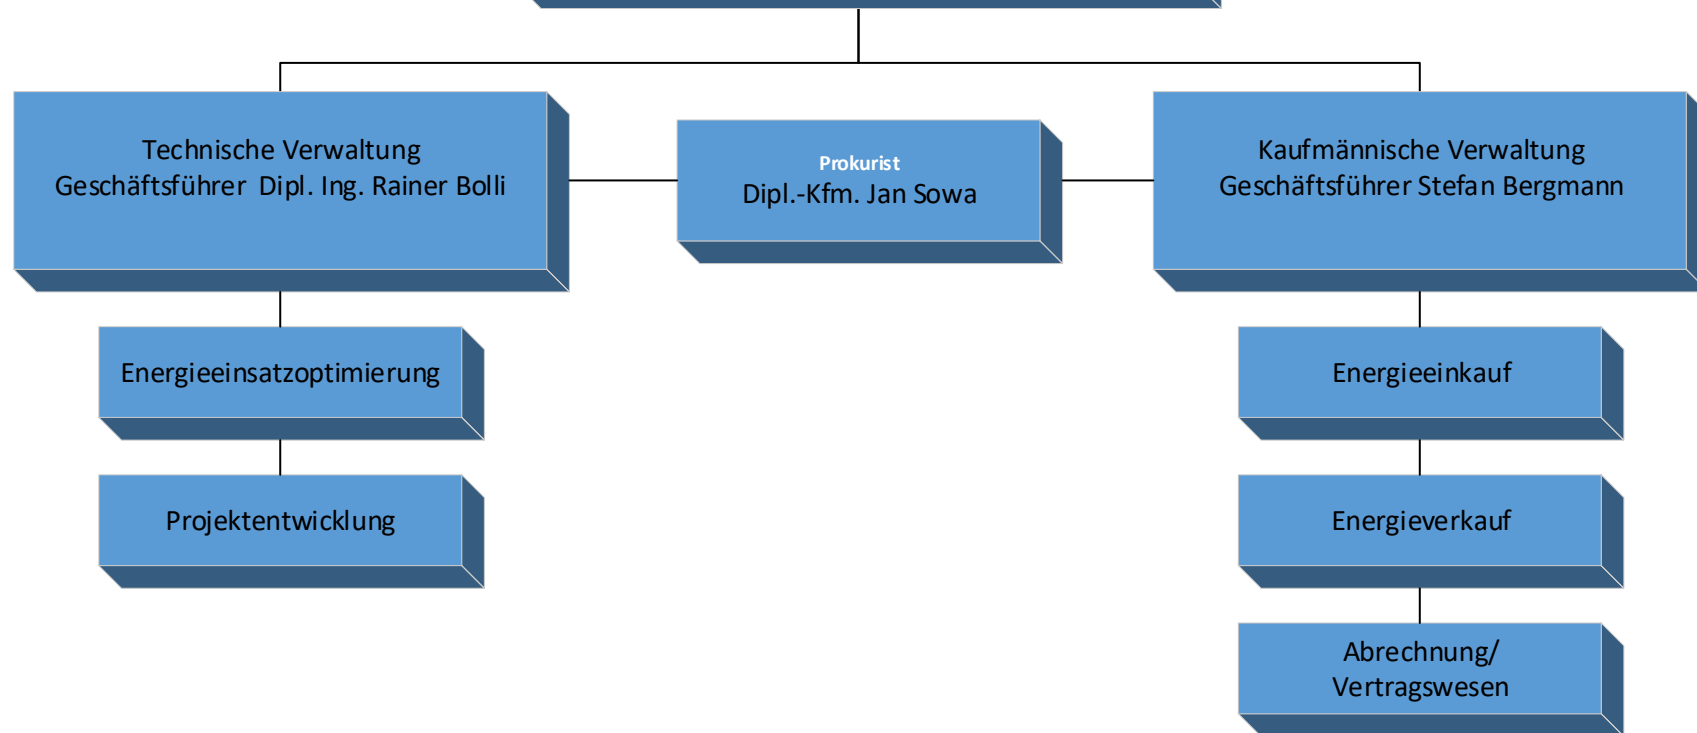 Technische Verwaltung
Geschäftsführer Dipl. Ing. Rainer Bolli
Prokurist
Dipl.-Kfm. Jan Sowa
Kaufmännische Verwaltung
Geschäftsführer Stefan Bergmann
Energieeinsatzoptimierung
Projektentwicklung
Energieeinkauf
Energieverkauf
Abrechnung/
Vertragswesen